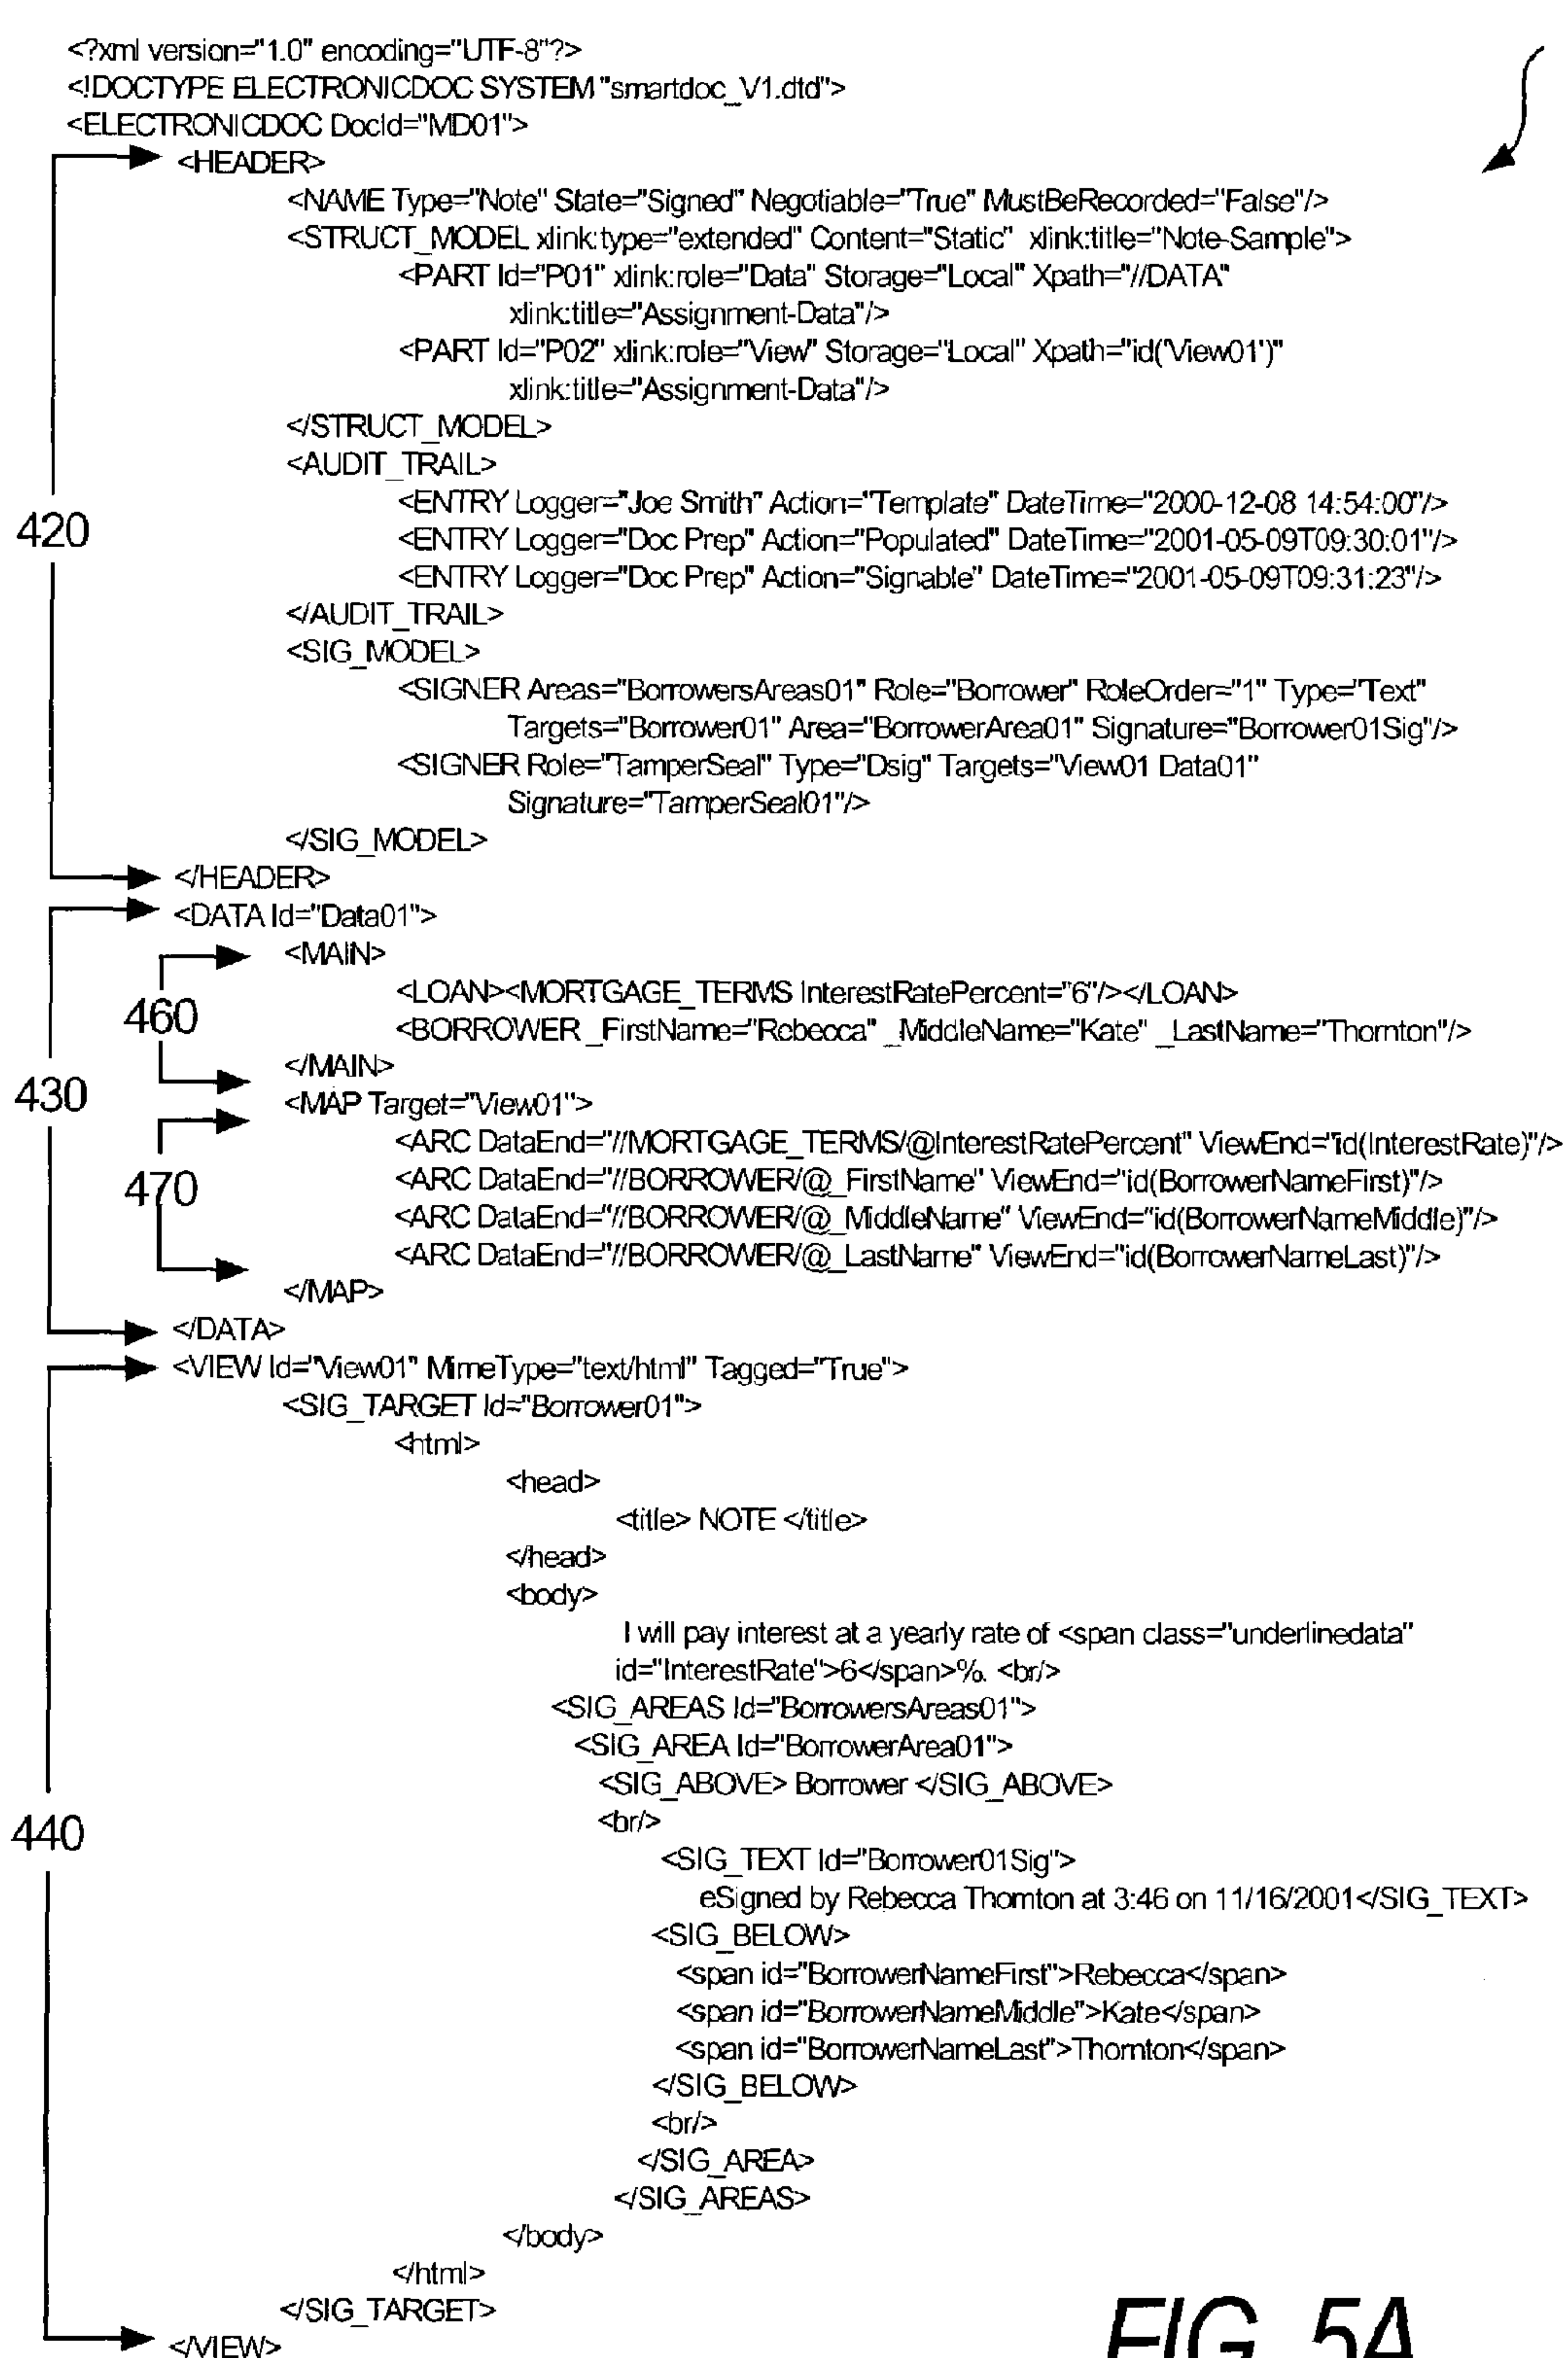 <?xml version="1.0" encoding="UTF-8"?>
<!DOCTYPE ELECTRONICDOC SYSTEM "smartdoc_V1.dtd">
<ELECTRONICDOC DocId="MD01">
<HEADER>
<NAME Type="Note" State="Signed" Negotiable="True" MustBeRecorded="False"/>
<STRUCT_MODEL xlink:type="extended" Content="Static" xlink:title="Note-Sample">
<PART Id="P01" xlink:role="Data" Storage="Local" Xpath="//DATA"
xlink:title="Assignment-Data"/>
<PART Id="P02" xlink:role="View" Storage="Local" Xpath="id('View01')"
xlink:title="Assignment-Data"/>
</STRUCT_MODEL>
<AUDIT_TRAIL>
<ENTRY Logger="Joe Smith" Action="Template" DateTime="2000-12-08 14:54:00"/>
420
<ENTRY Logger="Doc Prep" Action="Populated" DateTime="2001-05-09T09:30:01"/>
<ENTRY Logger="Doc Prep" Action="Signable" DateTime="2001-05-09T09:31:23"/>
</AUDIT_TRAIL>
<SIG_MODEL>
<SIGNER Areas="BorrowersAreas01" Role="Borrower" RoleOrder="1" Type="Text"
Targets="Borrower01" Area="BorrowerArea01" Signature="Borrower01Sig"/>
<SIGNER Role="TamperSeal" Type="Dsig" Targets="View01 Data01"
Signature="TamperSeal01"/>
</SIG_MODEL>
</HEADER>
<DATA Id="Data01">
<MAIN>
<LOAN><MORTGAGE_TERMS InterestRatePercent="6"/></LOAN>
460
<BORROWER _FirstName="Rebecca" _MiddleName="Kate" _LastName="Thornton"/>
</MAIN>
430
<MAP Target="View01">
<ARC DataEnd="//MORTGAGE_TERMS/@InterestRatePercent" ViewEnd="id(InterestRate)"/>
<ARC DataEnd="//BORROWER/@_FirstName" ViewEnd="id(BorrowerNameFirst)"/>
470
<ARC DataEnd="//BORROWER/@_MiddleName" ViewEnd="id(BorrowerNameMiddle)"/>
<ARC DataEnd="//BORROWER/@_LastName" ViewEnd="id(BorrowerNameLast)"/>
</MAP>
</DATA>
<VIEW Id="View01" MimeType="text/html" Tagged="True">
<SIG_TARGET Id="Borrower01">
<html>
<head>
<title> NOTE </title>
</head>
<body>
I will pay interest at a yearly rate of <span class="underlinedata"
id="InterestRate">6</span>%. <br/>
<SIG_AREAS Id="BorrowersAreas01">
<SIG_AREA Id="BorrowerArea01">
<SIG_ABOVE> Borrower </SIG_ABOVE>
<br/>
440
<SIG_TEXT Id="Borrower01Sig">
eSigned by Rebecca Thornton at 3:46 on 11/16/2001</SIG_TEXT>
<SIG_BELOW>
<span id="BorrowerNameFirst">Rebecca</span>
<span id="BorrowerNameMiddle">Kate</span>
<span id="BorrowerNameLast">Thornton</span>
</SIG_BELOW>
<br/>
</SIG_AREA>
</SIG_AREAS>
</body>
</html>
</SIG_TARGET>
</VIEW>
FIG. 5A